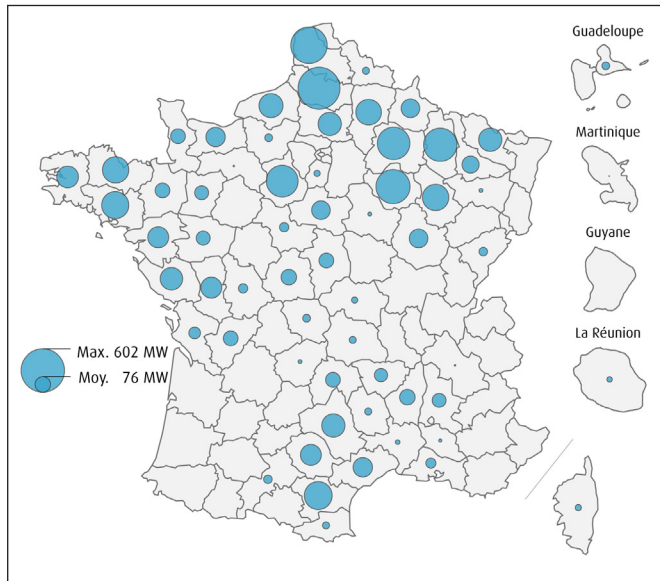 Guadeloupe
Martinique
Guyane
La Réunion
Max. 602 MW
Moy. 76 MW